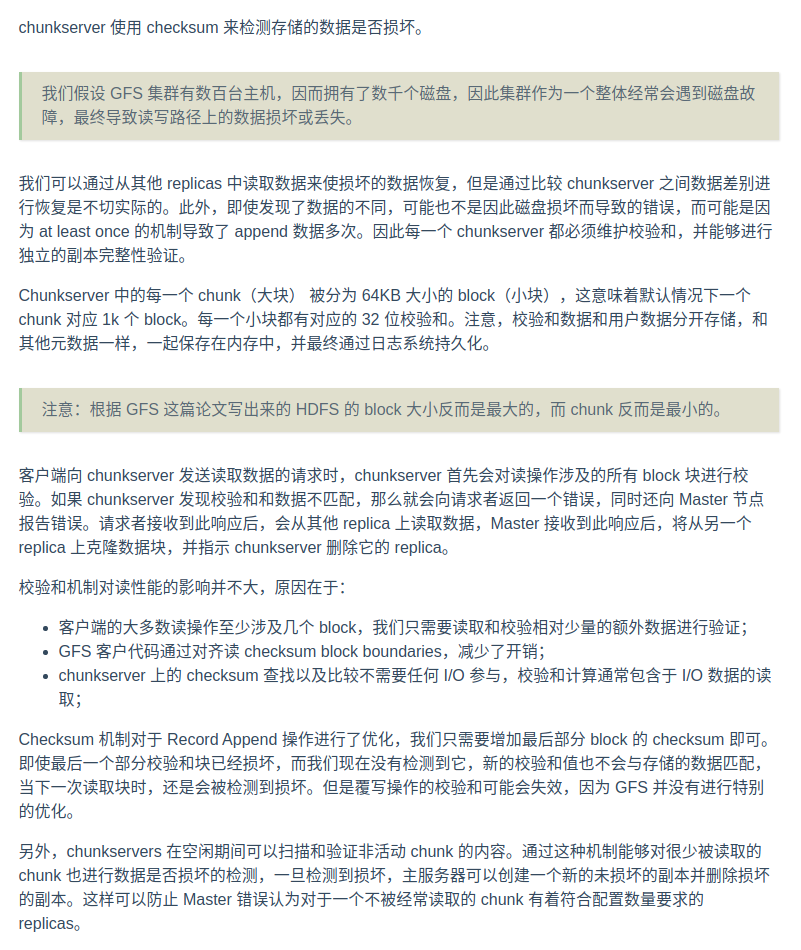 chunkserver 使用 checksum 来检测存储的数据是否损坏。
我们假设 GFS 集群有数百台主机，因而拥有了数千个磁盘，因此集群作为一个整体经常会遇到磁盘故
障，最终导致读写路径上的数据损坏或丢失。
我们可以通过从其他 replicas 中读取数据来使损坏的数据恢复，但是通过比较 chunkserver 之间数据差别进
行恢复是不切实际的。此外，即使发现了数据的不同，可能也不是因此磁盘损坏而导致的错误，而可能是因
为 at least once 的机制导致了 append 数据多次。因此每一个 chunkserver 都必须维护校验和，并能够进行
独立的副本完整性验证。
Chunkserver 中的每一个 chunk（大块） 被分为 64KB 大小的 block（小块），这意味着默认情况下一个
chunk 对应 1k 个 block。每一个小块都有对应的 32 位校验和。注意，校验和数据和用户数据分开存储，和
其他元数据一样，一起保存在内存中，并最终通过日志系统持久化。
注意：根据 GFS 这篇论文写出来的 HDFS 的 block 大小反而是最大的，而 chunk 反而是最小的。
客户端向 chunkserver 发送读取数据的请求时，chunkserver 首先会对读操作涉及的所有 block 块进行校
验。如果 chunkserver 发现校验和和数据不匹配，那么就会向请求者返回一个错误，同时还向 Master 节点
报告错误。请求者接收到此响应后，会从其他 replica 上读取数据，Master 接收到此响应后，将从另一个
replica 上克隆数据块，并指示 chunkserver 删除它的 replica。
校验和机制对读性能的影响并不大，原因在于：
• 客户端的大多数读操作至少涉及几个 block，我们只需要读取和校验相对少量的额外数据进行验证；
• GFS 客户代码通过对齐读 checksum block boundaries，减少了开销；
• chunkserver 上的 checksum 查找以及比较不需要任何 I/O 参与，校验和计算通常包含于 I/O 数据的读
取；
Checksum 机制对于 Record Append 操作进行了优化，我们只需要增加最后部分 block 的 checksum 即可。
即使最后一个部分校验和块已经损坏，而我们现在没有检测到它，新的校验和值也不会与存储的数据匹配，
当下一次读取块时，还是会被检测到损坏。但是覆写操作的校验和可能会失效，因为 GFS 并没有进行特别
的优化。
另外，chunkservers 在空闲期间可以扫描和验证非活动 chunk 的内容。通过这种机制能够对很少被读取的
chunk 也进行数据是否损坏的检测，一旦检测到损坏，主服务器可以创建一个新的未损坏的副本并删除损坏
的副本。这样可以防止 Master 错误认为对于一个不被经常读取的 chunk 有着符合配置数量要求的
replicas。